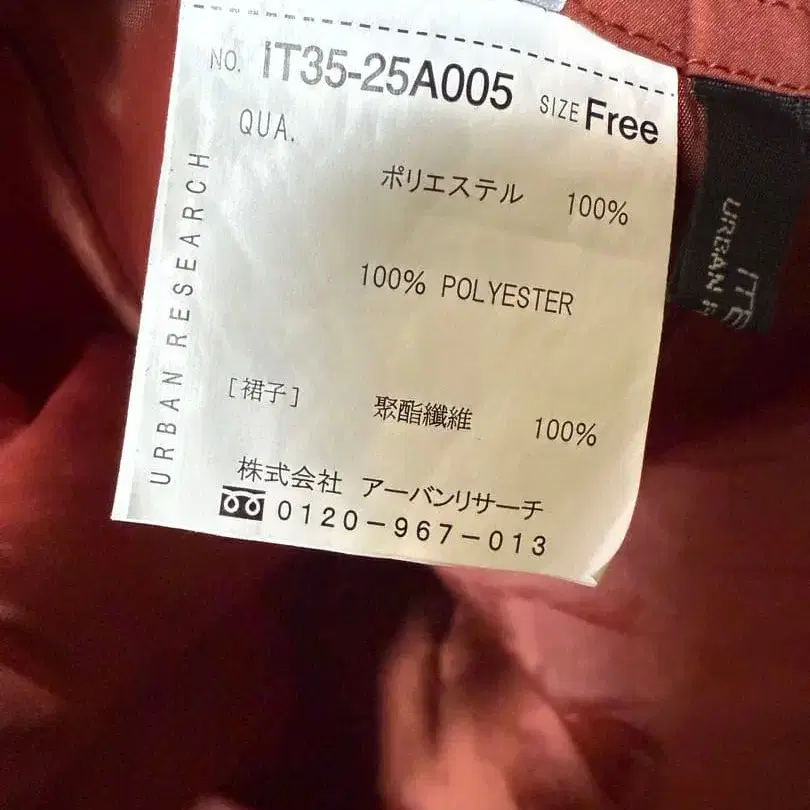 NO. IT35-25A005 SIZE Free
QUA.
ポリエステル 100%
100% POLYESTER
[裙子] 聚酯纖維 100%
株式会社 アーバンリサーチ
0120-967-013
URBAN RESEARCH
URBAN